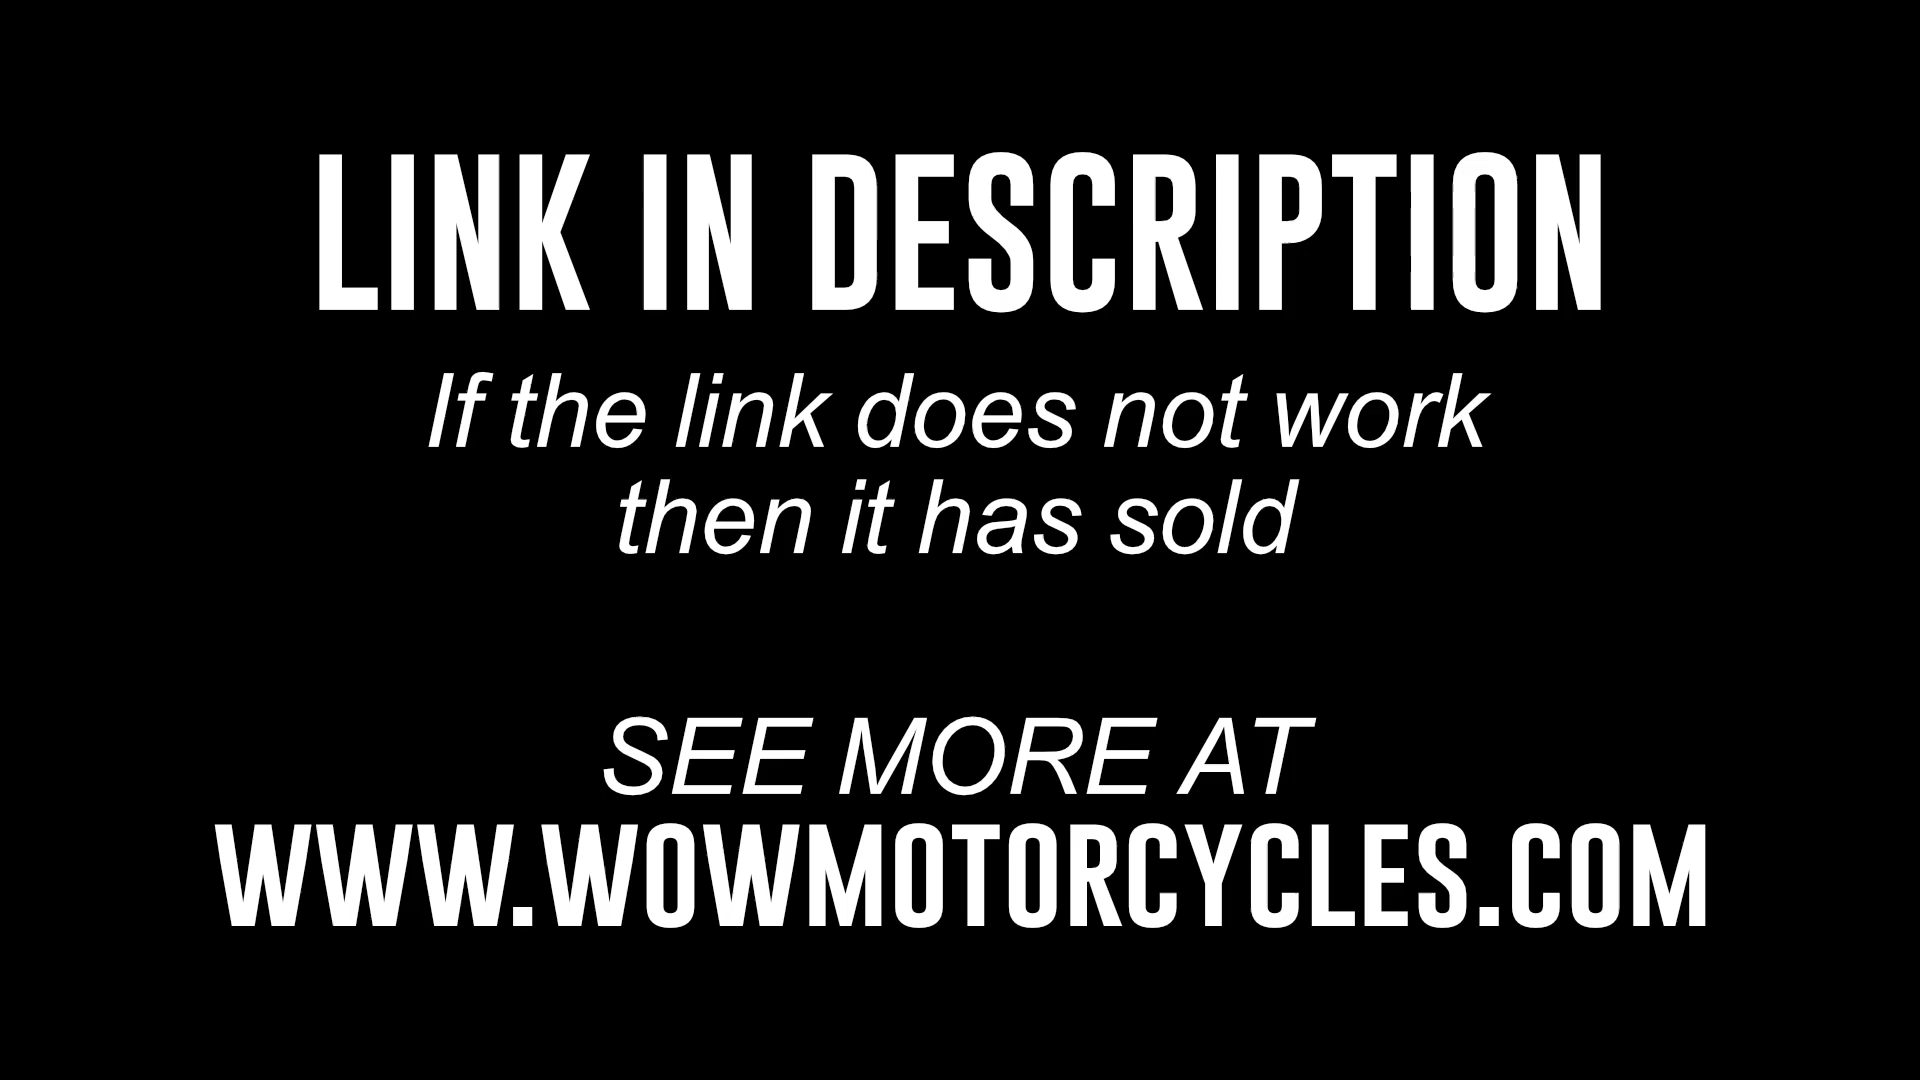 LINK IN DESCRIPTION
If the link does not work
then it has sold
SEE MORE AT
WWW.WOWMOTORCYCLES.COM